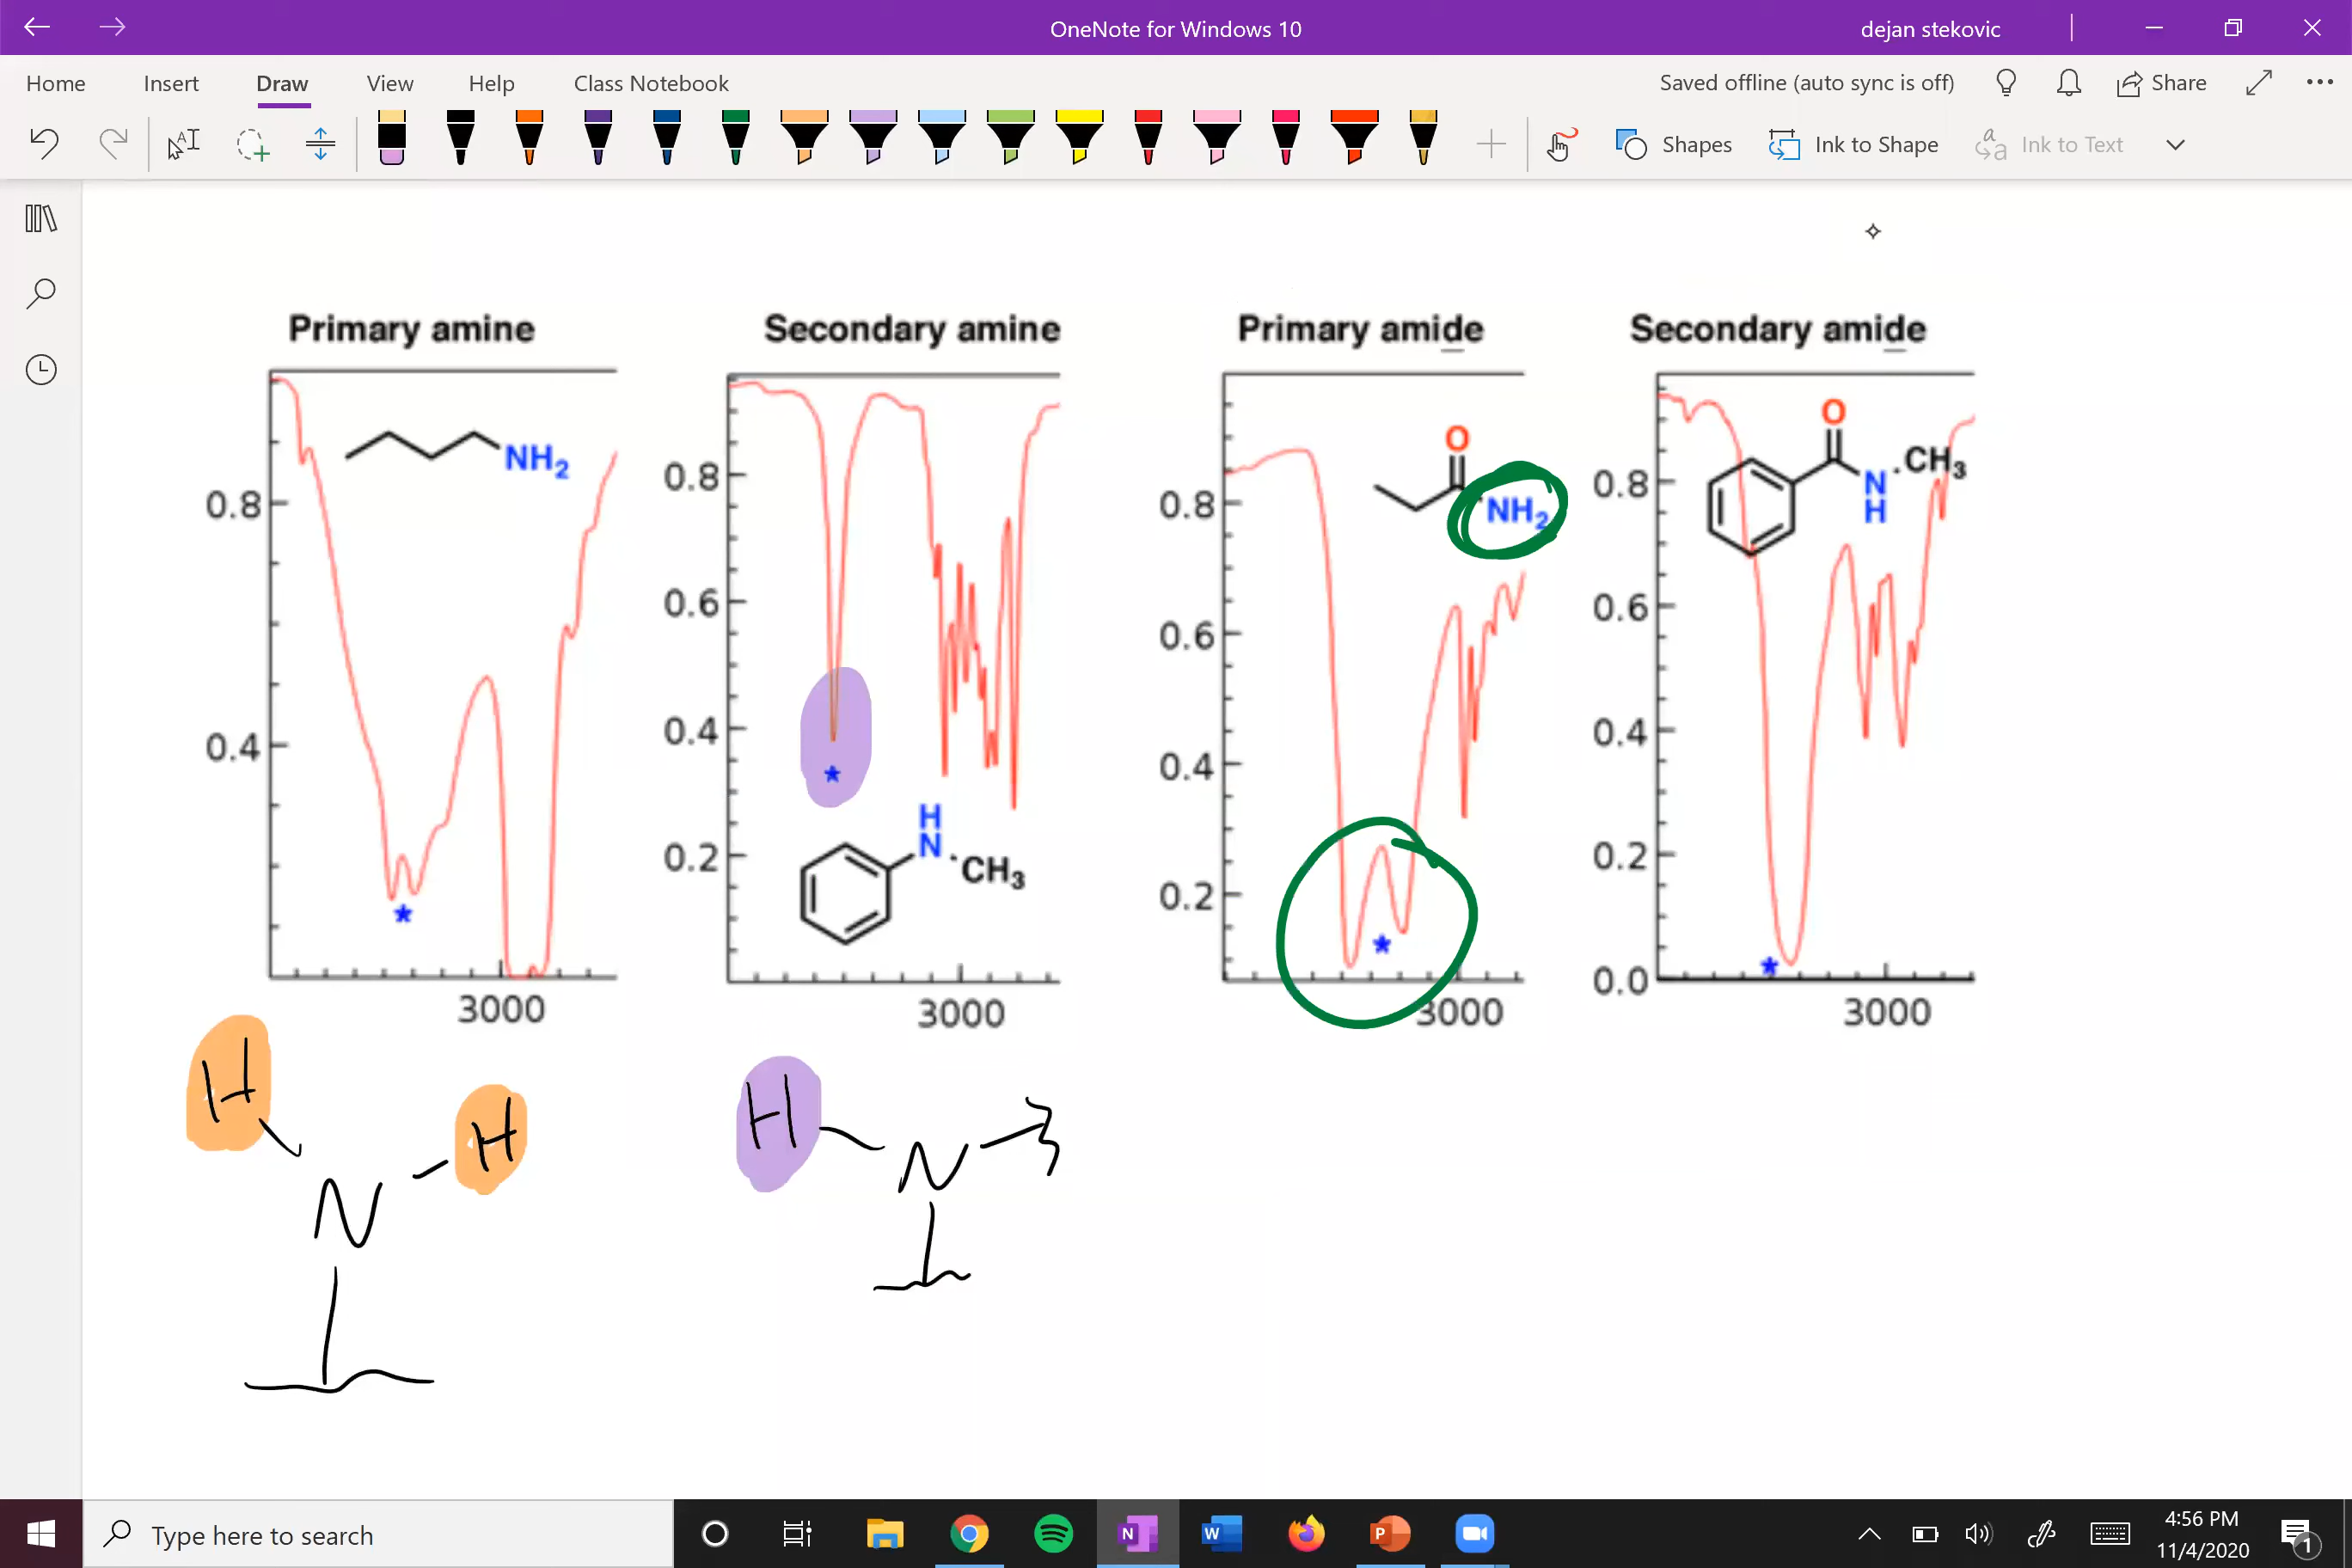 OneNote for Windows 10
dejan stekovic
Home Insert Draw View Help Class Notebook
Saved offline (auto sync is off) Share
Shapes Ink to Shape Ink to Text
Primary amine
NH2
0.8
0.4
*
3000
Secondary amine
0.8
0.6
0.4
0.2
*
H
N
CH3
3000
Primary amide
O
NH2
0.8
0.6
0.4
0.2
*
3000
Secondary amide
O
N
H
CH3
0.8
0.6
0.4
0.2
0.0
*
3000
H
H
N
H
N
Type here to search
N
W
P
4:56 PM
11/4/2020
1